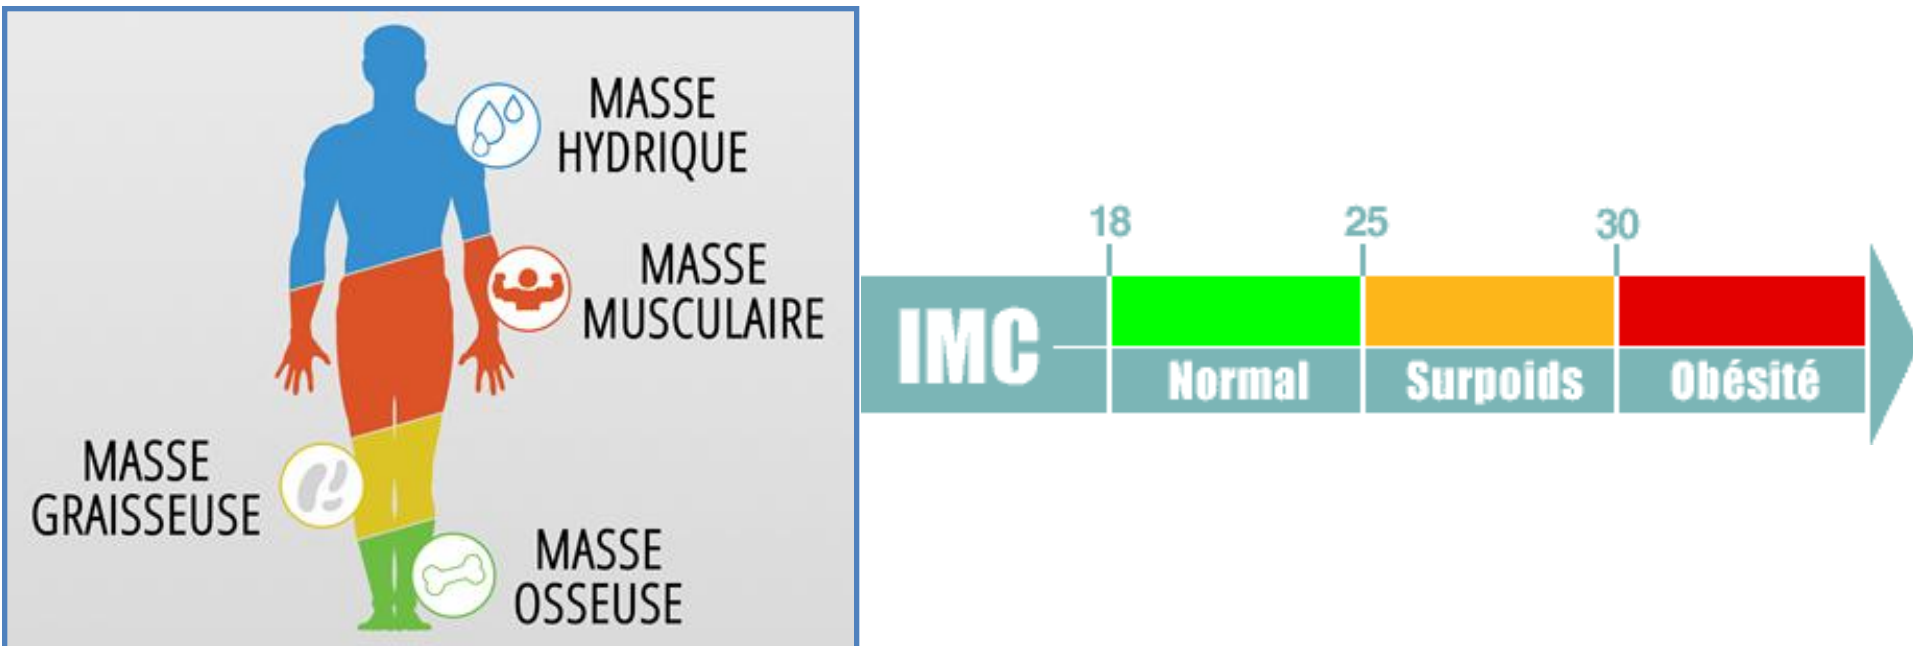 MASSE
HYDRIQUE
MASSE
MUSCULAIRE
MASSE
GRAISSEUSE
MASSE
OSSEUSE
18 25 30
IMC
Normal Surpoids Obésité